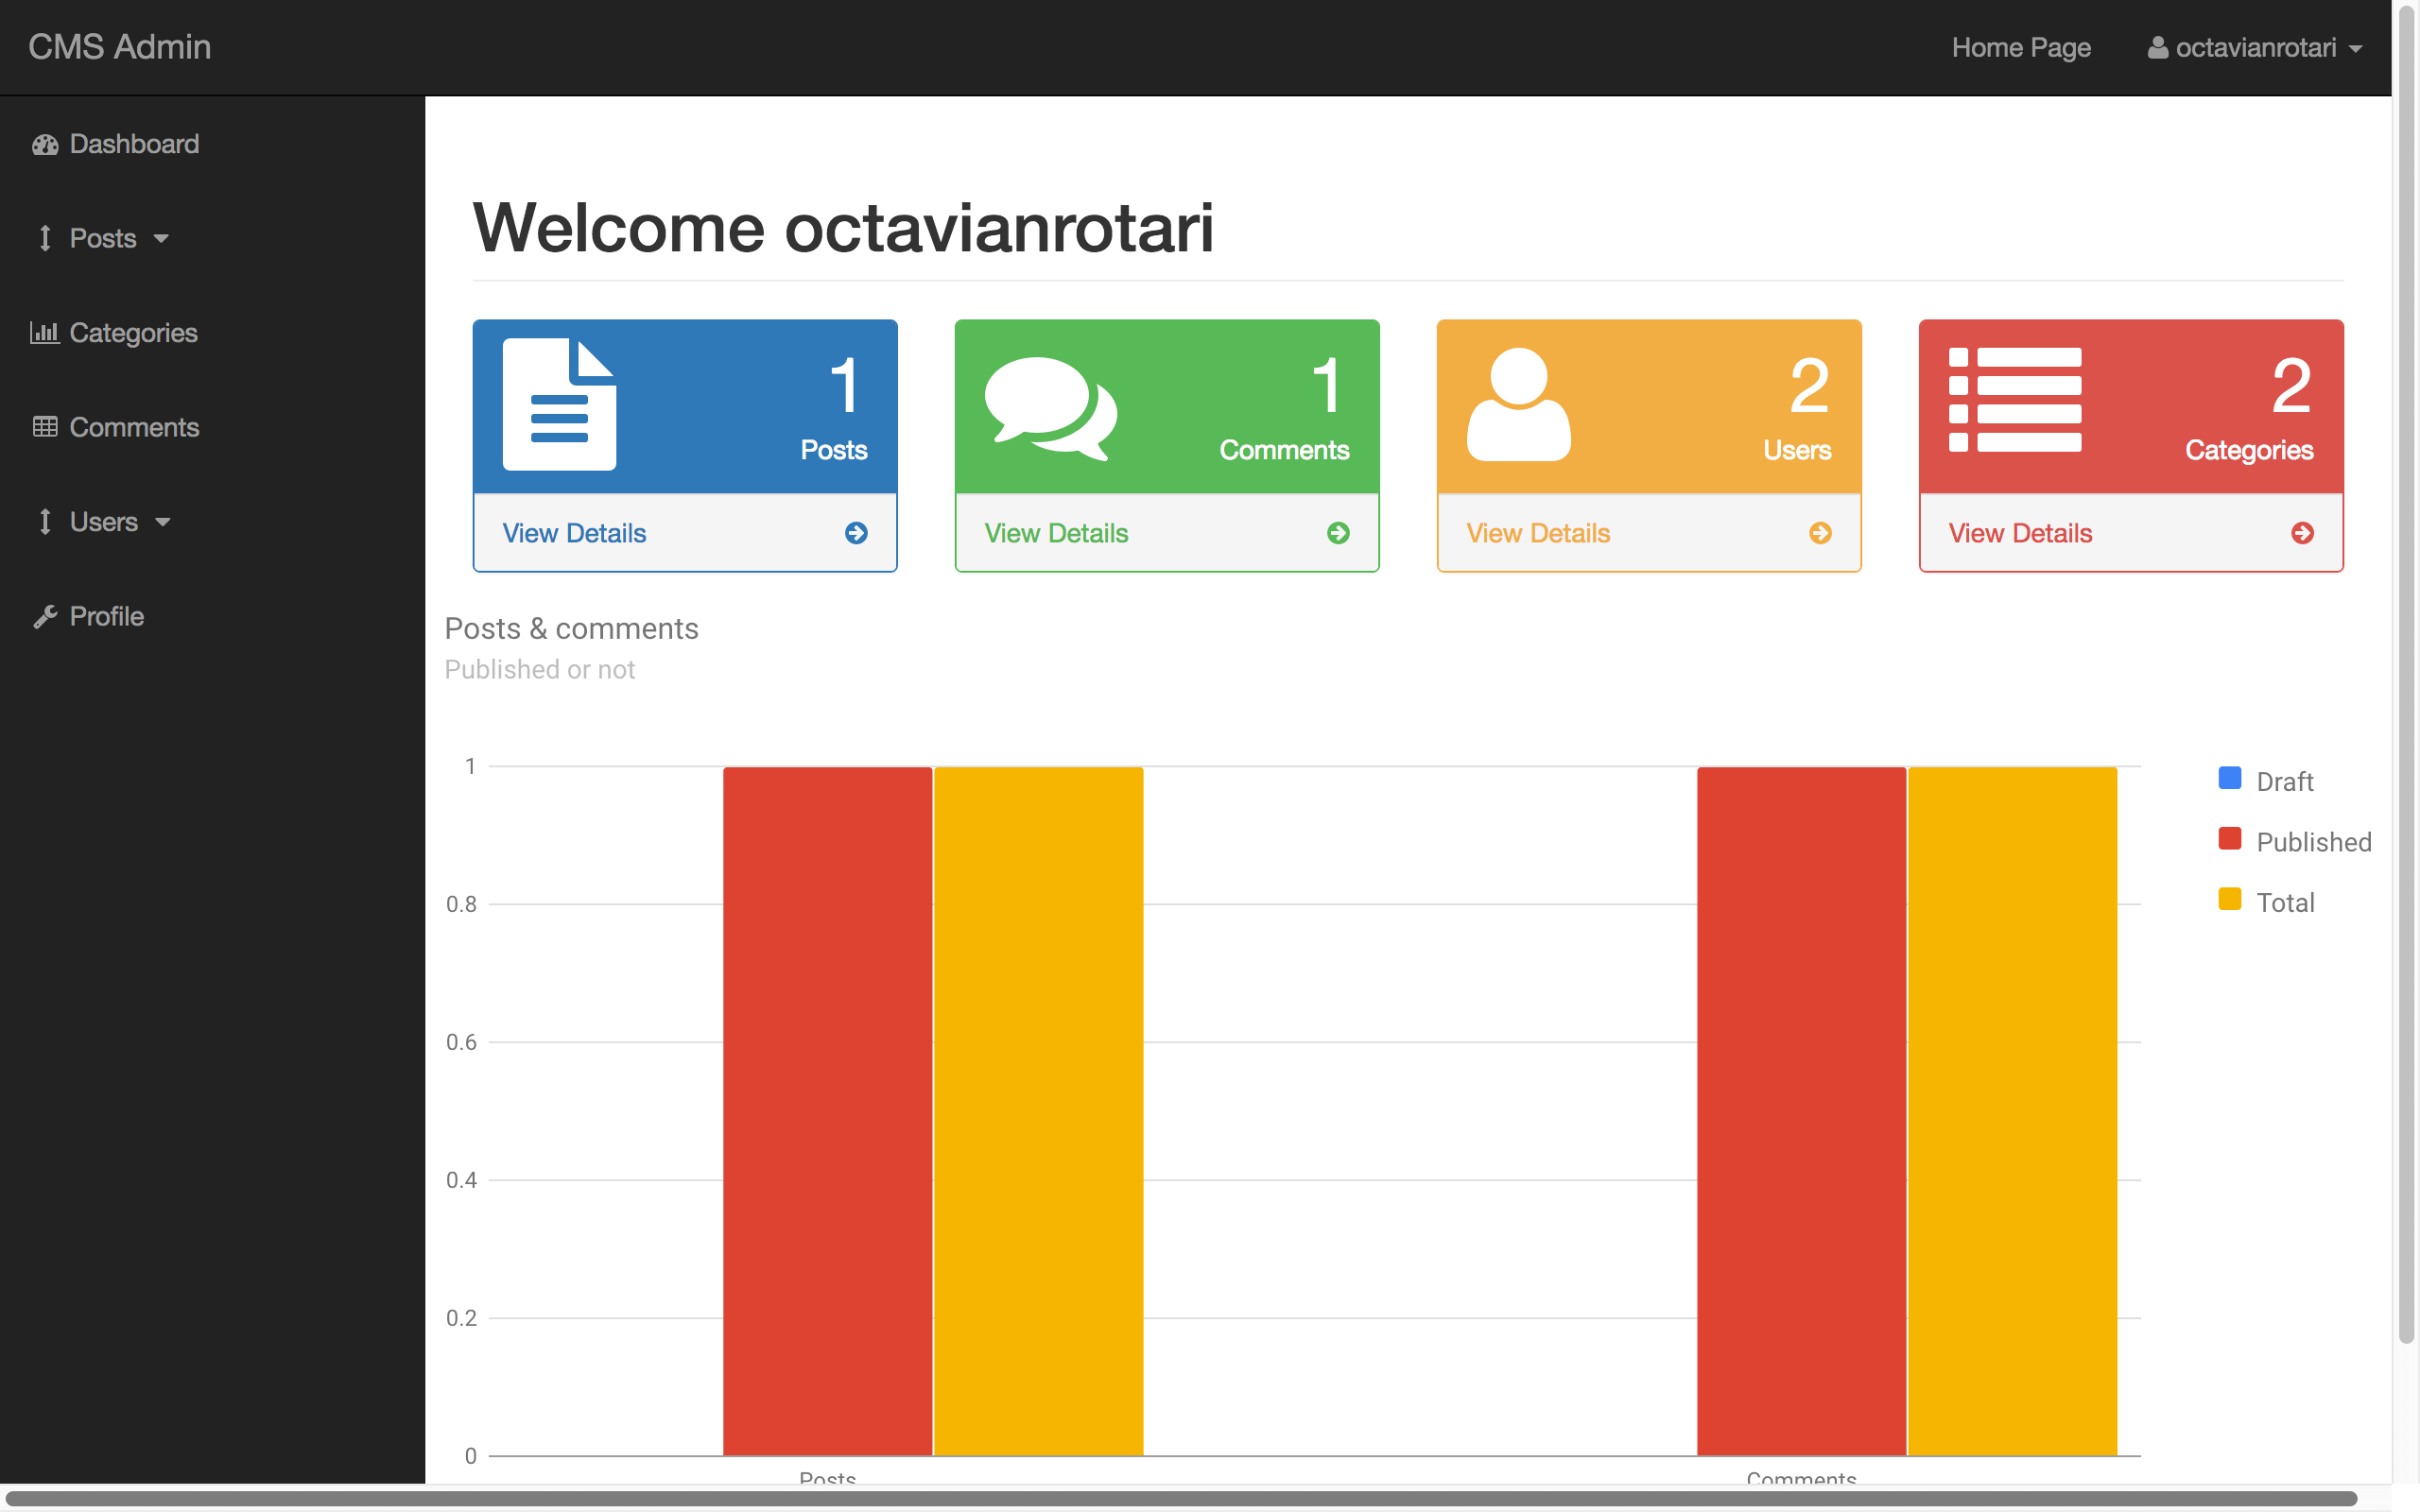 CMS Admin
Home Page
octavianrotari
Dashboard
Posts
Categories
Comments
Users
Profile
Welcome octavianrotari
1
Posts
View Details
1
Comments
View Details
2
Users
View Details
2
Categories
View Details
Posts & comments
Published or not
1
0.8
0.6
0.4
0.2
0
Draft
Published
Total
Posts
Comments